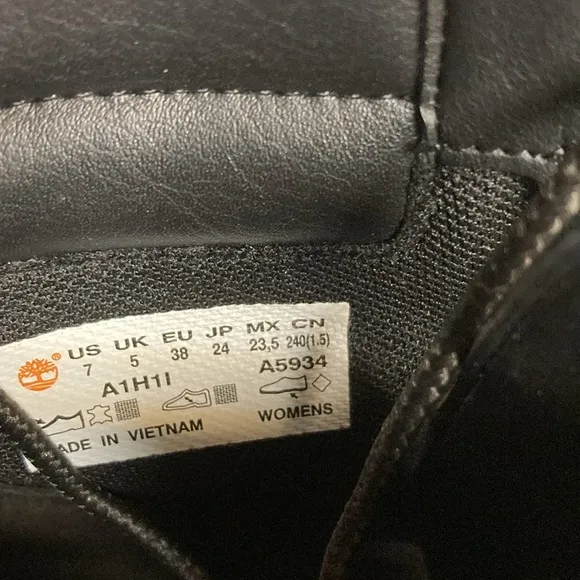 ® US UK EU JP MX CN
7 5 38 24 23,5 240(1.5)
A1H1I A5934
ADE IN VIETNAM WOMENS